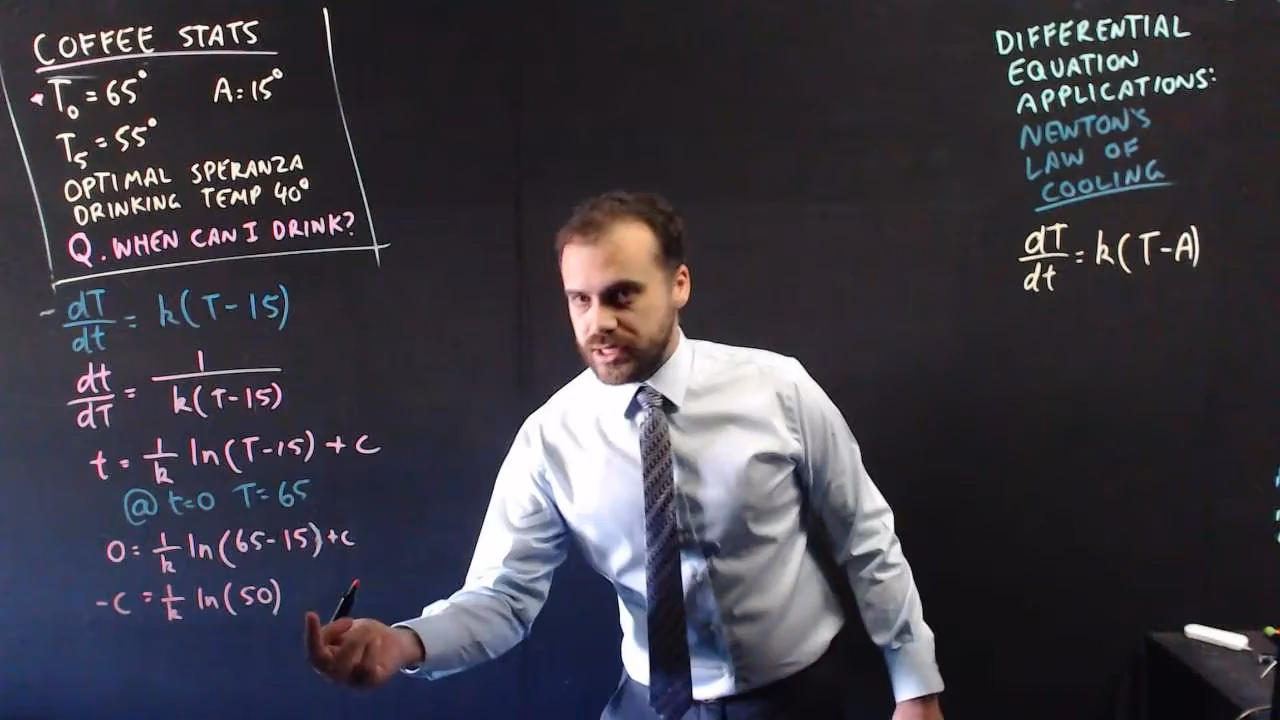 COFFEE STATS
T₀ = 65° A: 15°
T₅ = 55°
OPTIMAL SPERANZA
DRINKING TEMP 40°
Q. WHEN CAN I DRINK?
dT/dt = k(T-15)
dt/dT = 1/k(T-15)
t = 1/k ln(T-15) + c
@ t=0 T=65
0 = 1/k ln(65-15)+c
-c = 1/k ln(50)
DIFFERENTIAL
EQUATION
APPLICATIONS:
NEWTON'S
LAW OF
COOLING
dT/dt = k(T-A)